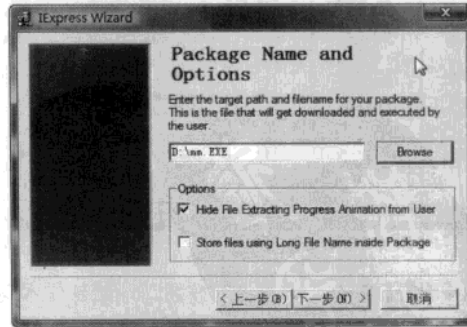 IExpress Wizard
Package Name and
Options
Enter the target path and filename for your package.
This is the file that will get downloaded and executed by
the user.
D:\mm.EXE
Browse
Options
Hide File Extracting Progress Animation from User
Store files using Long File Name inside Package
<上一步(B) 下一步(N)> 取消